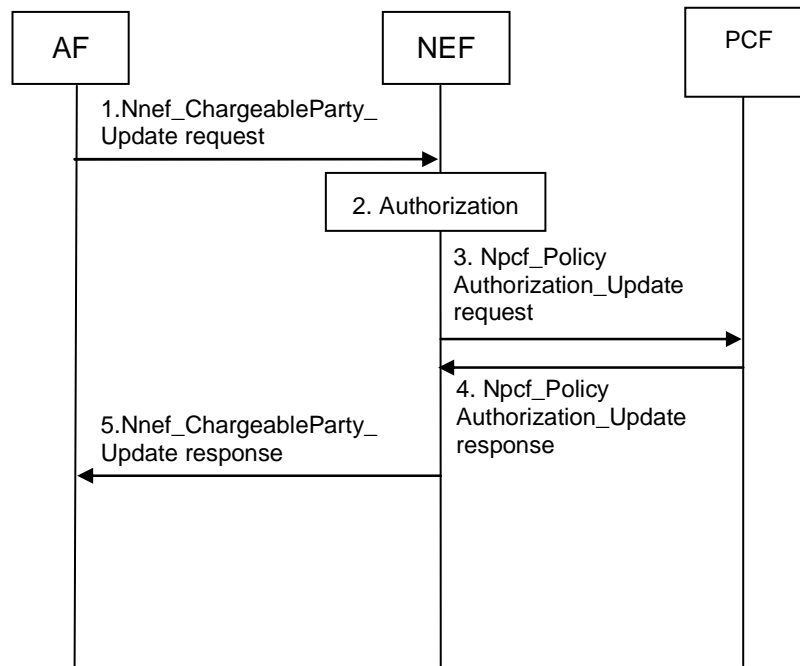 AF
NEF
PCF
1.Nnef_ChargeableParty_
Update request
2. Authorization
3. Npcf_Policy
Authorization_Update
request
4. Npcf_Policy
Authorization_Update
response
5.Nnef_ChargeableParty_
Update response